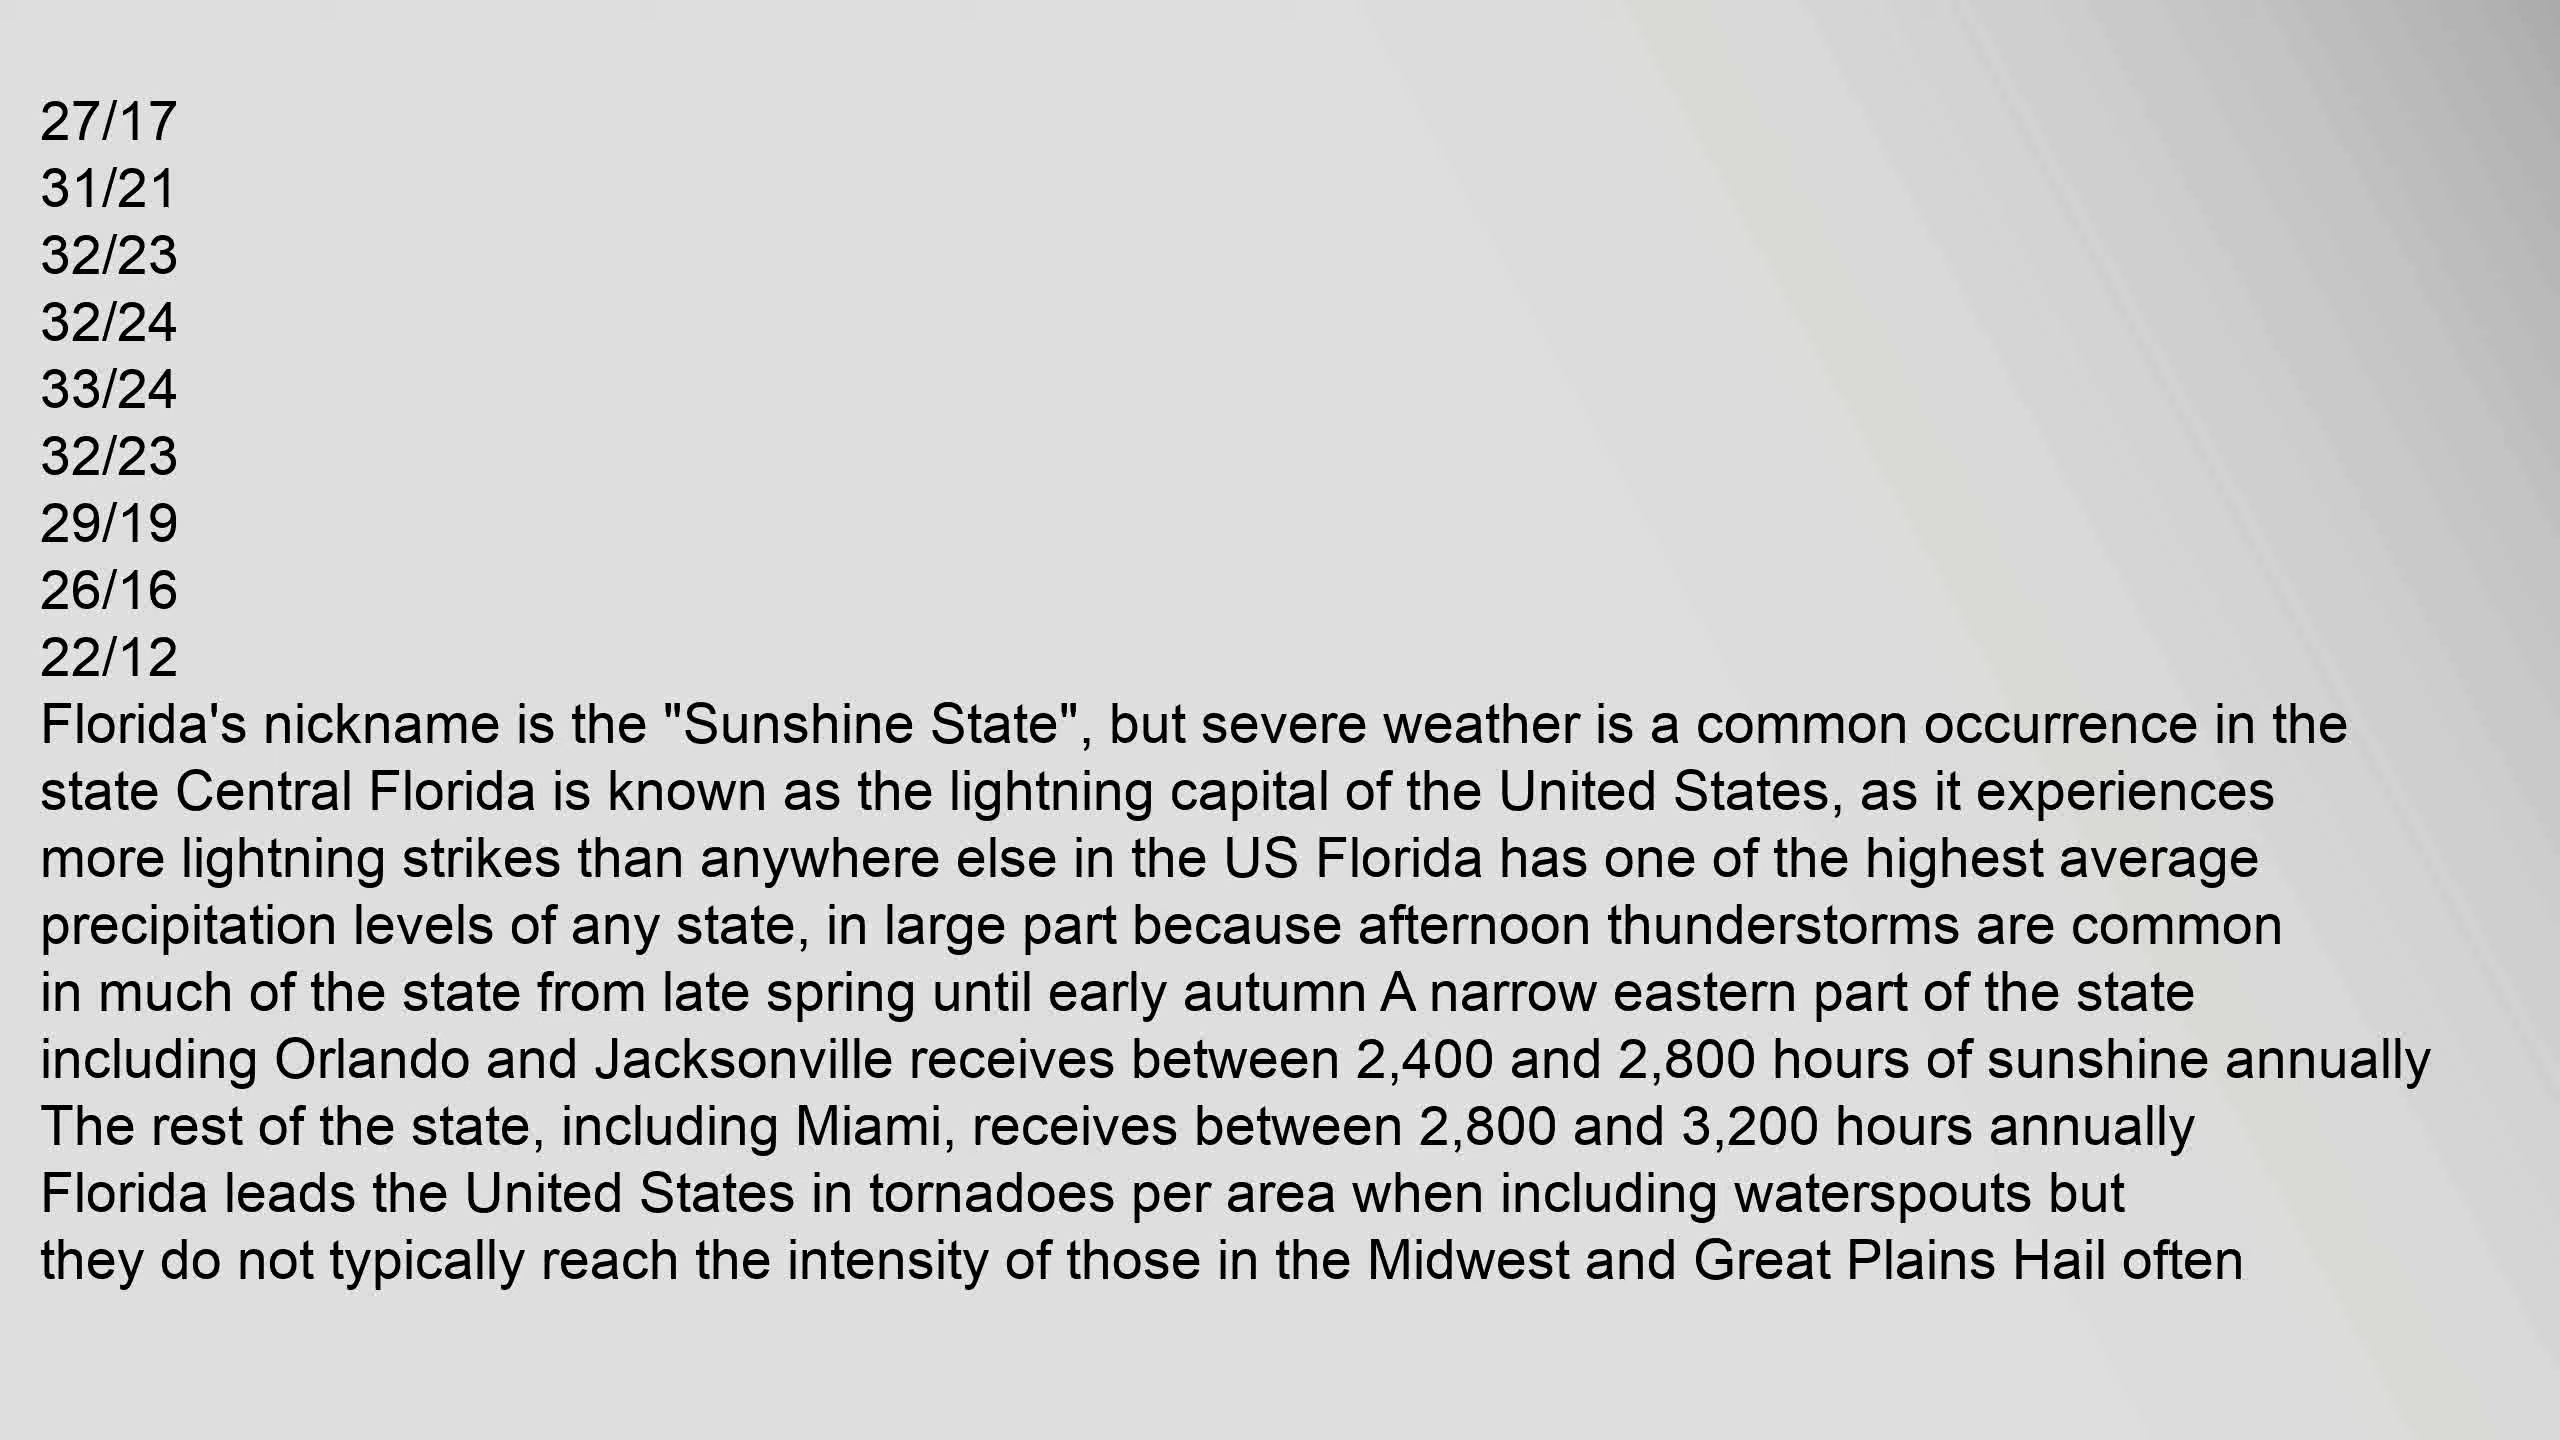 27/17
31/21
32/23
32/24
33/24
32/23
29/19
26/16
22/12
Florida's nickname is the "Sunshine State", but severe weather is a common occurrence in the
state Central Florida is known as the lightning capital of the United States, as it experiences
more lightning strikes than anywhere else in the US Florida has one of the highest average
precipitation levels of any state, in large part because afternoon thunderstorms are common
in much of the state from late spring until early autumn A narrow eastern part of the state
including Orlando and Jacksonville receives between 2,400 and 2,800 hours of sunshine annually
The rest of the state, including Miami, receives between 2,800 and 3,200 hours annually
Florida leads the United States in tornadoes per area when including waterspouts but
they do not typically reach the intensity of those in the Midwest and Great Plains Hail often